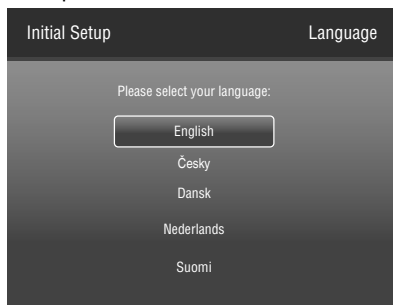 Initial Setup Language
Please select your language:
English
Česky
Dansk
Nederlands
Suomi